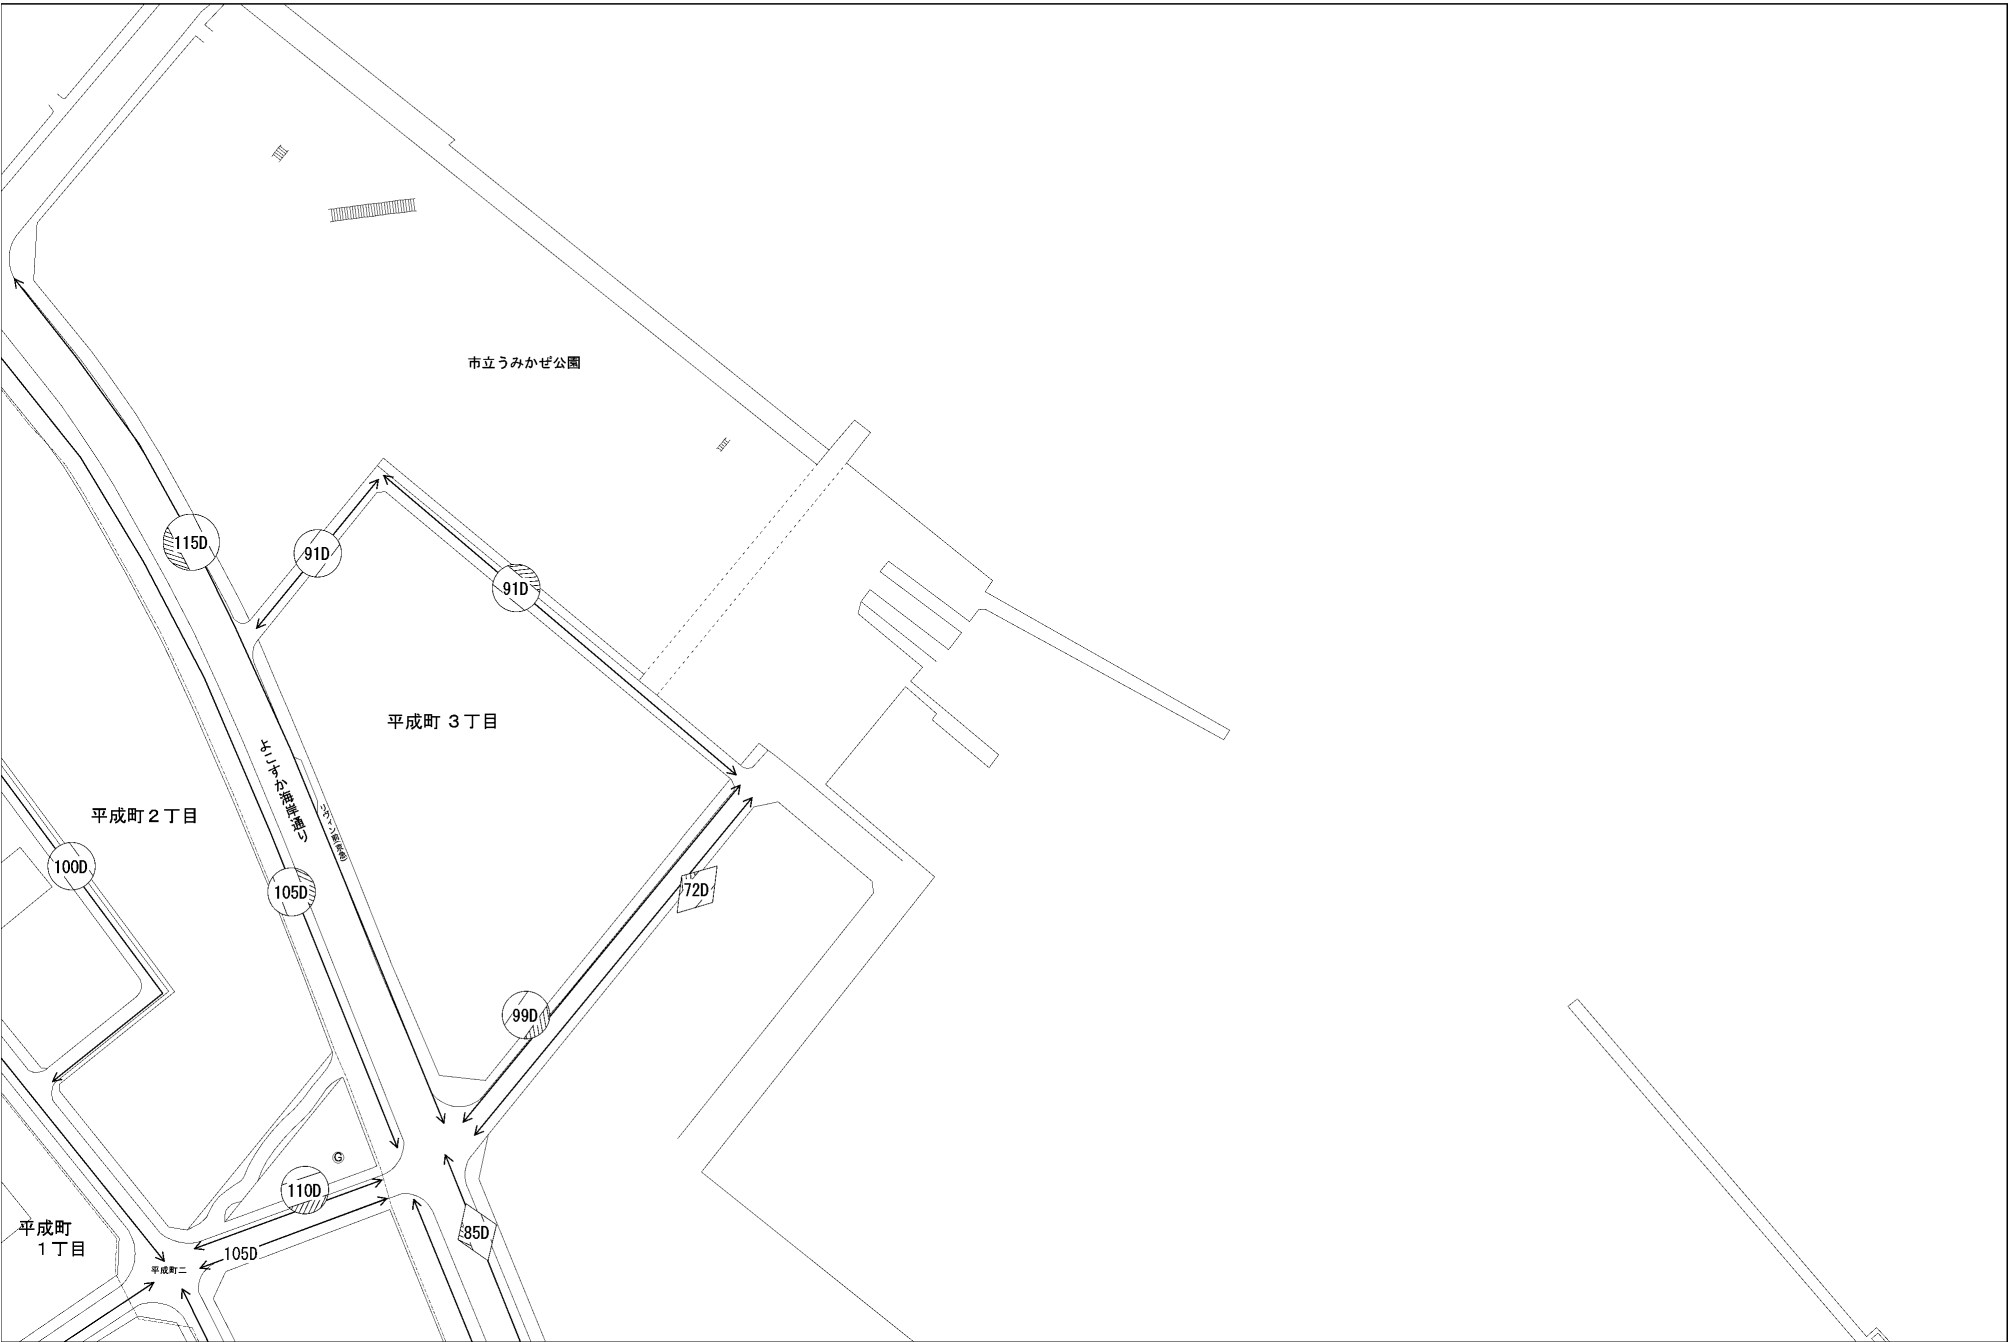 市立うみかぜ公園
115D
91D
91D
平成町 3丁目
よこすか海岸通り
平成町2丁目
100D
105D
72D
99D
G
110D
85D
平成町
1丁目
105D
平成町二